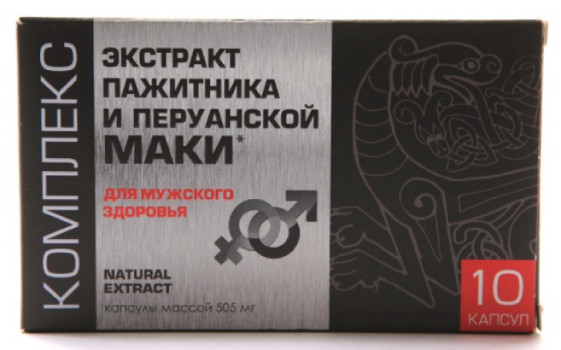 КОМПЛЕКС
ЭКСТРАКТ
ПАЖИТНИКА
И ПЕРУАНСКОЙ
МАКИ*
ДЛЯ МУЖСКОГО
ЗДОРОВЬЯ
NATURAL
EXTRACT
капсулы массой 505 мг
10
КАПСУЛ